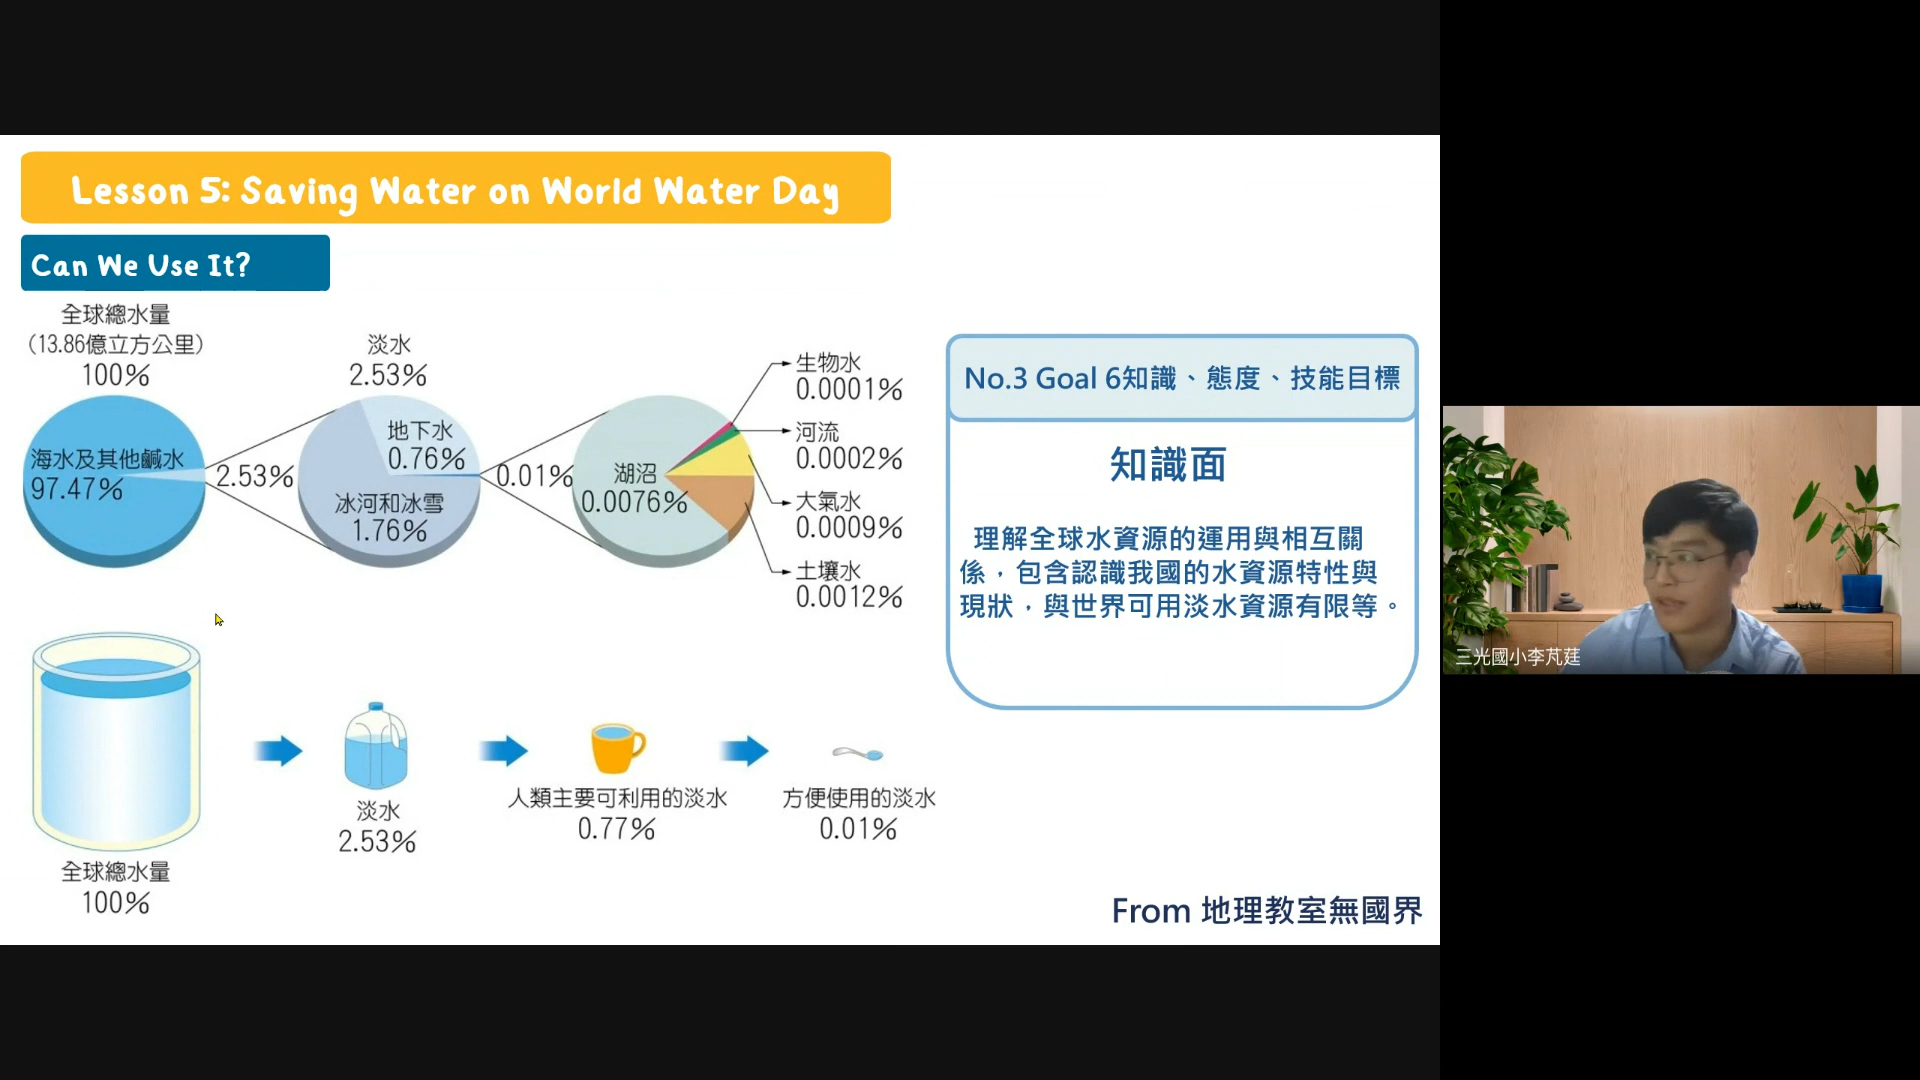 Lesson 5: Saving Water on World Water Day
Can We Use It?
全球總水量
(13.86億立方公里)
100%
海水及其他鹹水
97.47%
2.53%
淡水
2.53%
地下水
0.76%
冰河和冰雪
1.76%
0.01%
湖沼
0.0076%
生物水
0.0001%
河流
0.0002%
大氣水
0.0009%
土壤水
0.0012%
全球總水量
100%
淡水
2.53%
人類主要可利用的淡水
0.77%
方便使用的淡水
0.01%
No.3 Goal 6知識、態度、技能目標
知識面
理解全球水資源的運用與相互關
係，包含認識我國的水資源特性與
現狀，與世界可用淡水資源有限等。
From 地理教室無國界
三光國小李芃莛